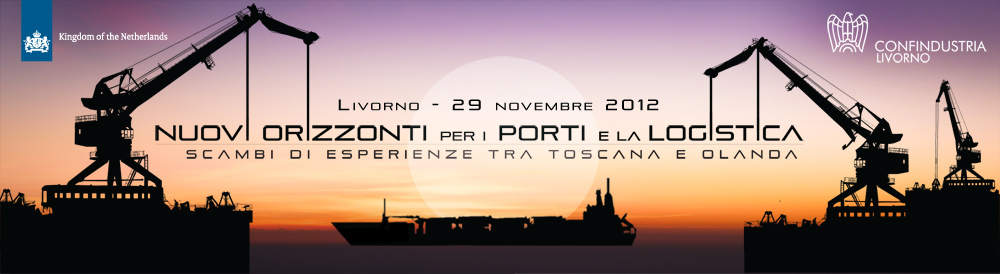 Kingdom of the Netherlands
CONFINDUSTRIA
LIVORNO
LIVORNO - 29 NOVEMBRE 2012
NUOVI ORIZZONTI PER I PORTI E LA LOGISTICA
SCAMBI DI ESPERIENZE TRA TOSCANA E OLANDA